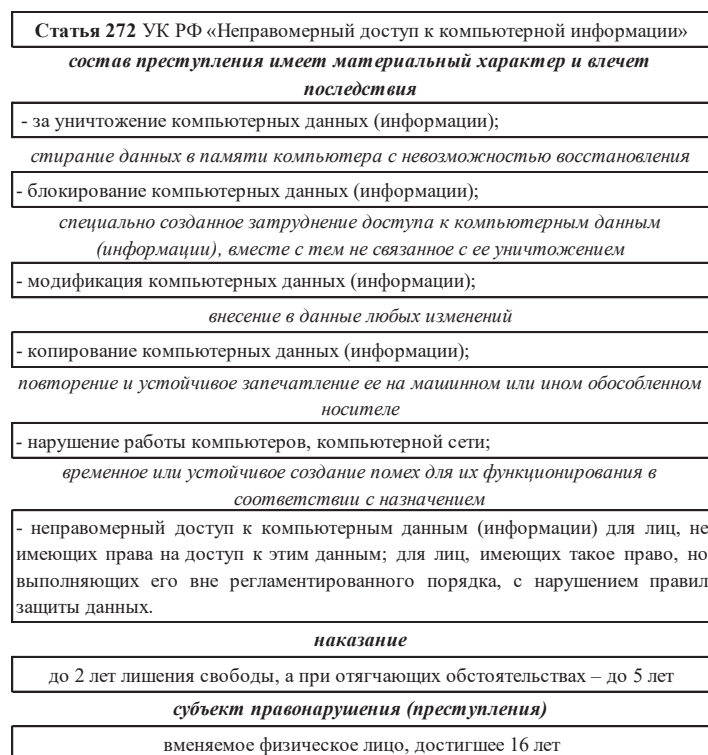 Статья 272 УК РФ «Неправомерный доступ к компьютерной информации»
состав преступления имеет материальный характер и влечет
последствия
- за уничтожение компьютерных данных (информации);
стирание данных в памяти компьютера с невозможностью восстановления
- блокирование компьютерных данных (информации);
специально созданное затруднение доступа к компьютерным данным
(информации), вместе с тем не связанное с ее уничтожением
- модификация компьютерных данных (информации);
внесение в данные любых изменений
- копирование компьютерных данных (информации);
повторение и устойчивое запечатление ее на машинном или ином обособленном
носителе
- нарушение работы компьютеров, компьютерной сети;
временное или устойчивое создание помех для их функционирования в
соответствии с назначением
- неправомерный доступ к компьютерным данным (информации) для лиц, не
имеющих права на доступ к этим данным; для лиц, имеющих такое право, но
выполняющих его вне регламентированного порядка, с нарушением правил
защиты данных.
наказание
до 2 лет лишения свободы, а при отягчающих обстоятельствах – до 5 лет
субъект правонарушения (преступления)
вменяемое физическое лицо, достигшее 16 лет